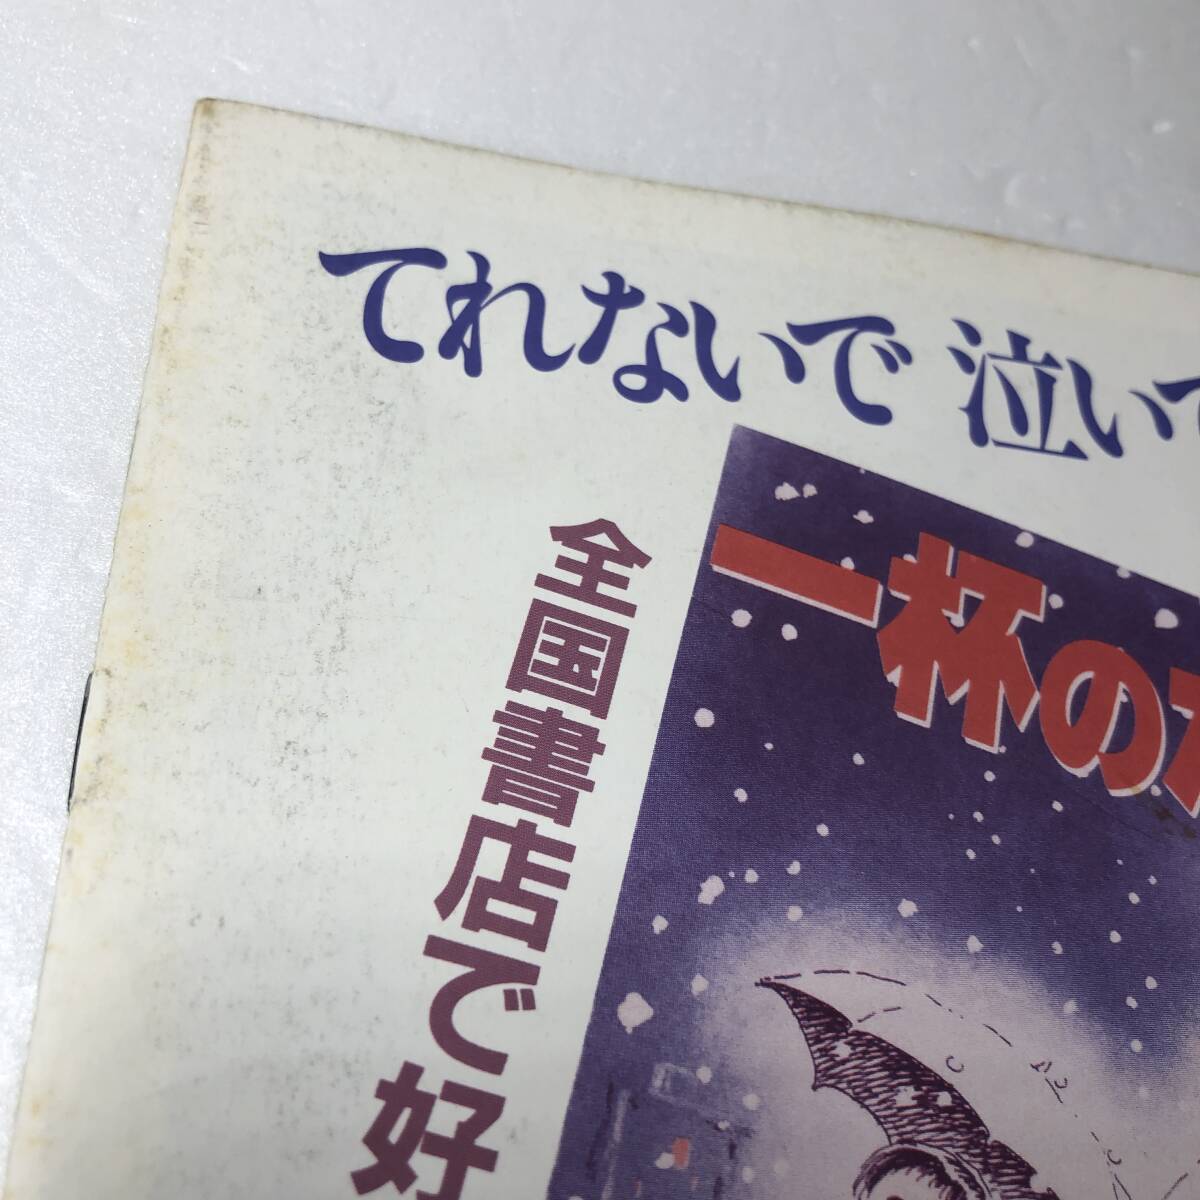 てれないで 泣いて
一杯の
全国書店で好